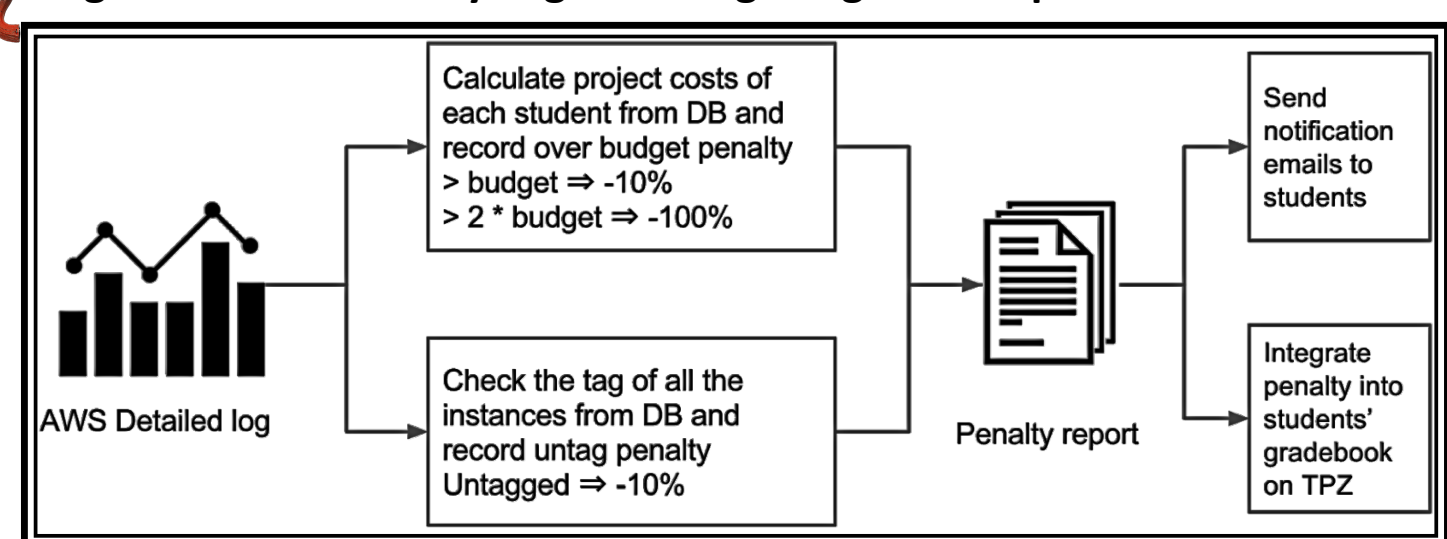 Calculate project costs of
each student from DB and
record over budget penalty
> budget ⇒ -10%
> 2 * budget ⇒ -100%
Send
notification
emails to
students
AWS Detailed log
Check the tag of all the
instances from DB and
record untag penalty
Untagged ⇒ -10%
Penalty report
Integrate
penalty into
students’
gradebook
on TPZ